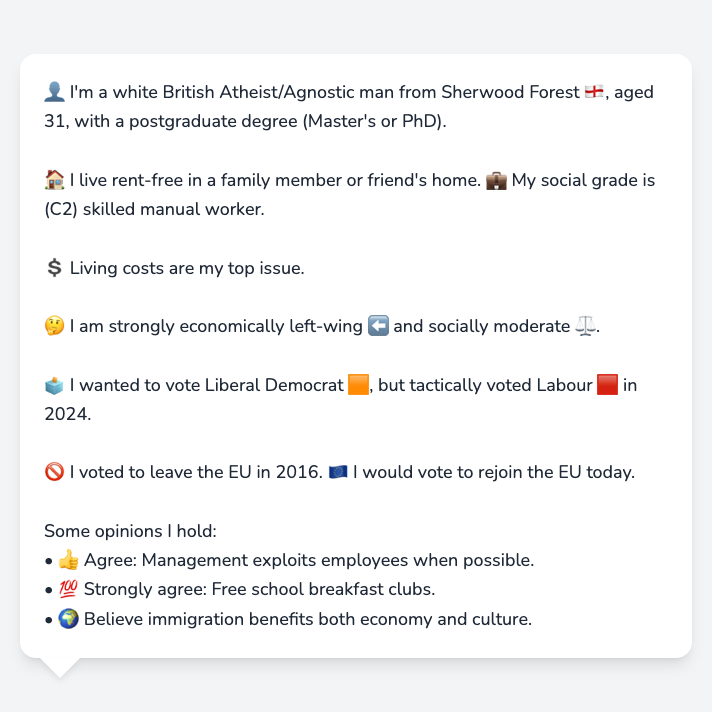 👤 I'm a white British Atheist/Agnostic man from Sherwood Forest 🏴󠁧󠁢󠁥󠁮󠁧󠁿, aged
31, with a postgraduate degree (Master's or PhD).
🏠 I live rent-free in a family member or friend's home. 💼 My social grade is
(C2) skilled manual worker.
💲 Living costs are my top issue.
🤔 I am strongly economically left-wing ⬅️ and socially moderate ⚖️.
🗳️ I wanted to vote Liberal Democrat 🟧, but tactically voted Labour 🟥 in
2024.
🚫 I voted to leave the EU in 2016. 🇪🇺 I would vote to rejoin the EU today.
Some opinions I hold:
• 👍 Agree: Management exploits employees when possible.
• 💯 Strongly agree: Free school breakfast clubs.
• 🌍 Believe immigration benefits both economy and culture.